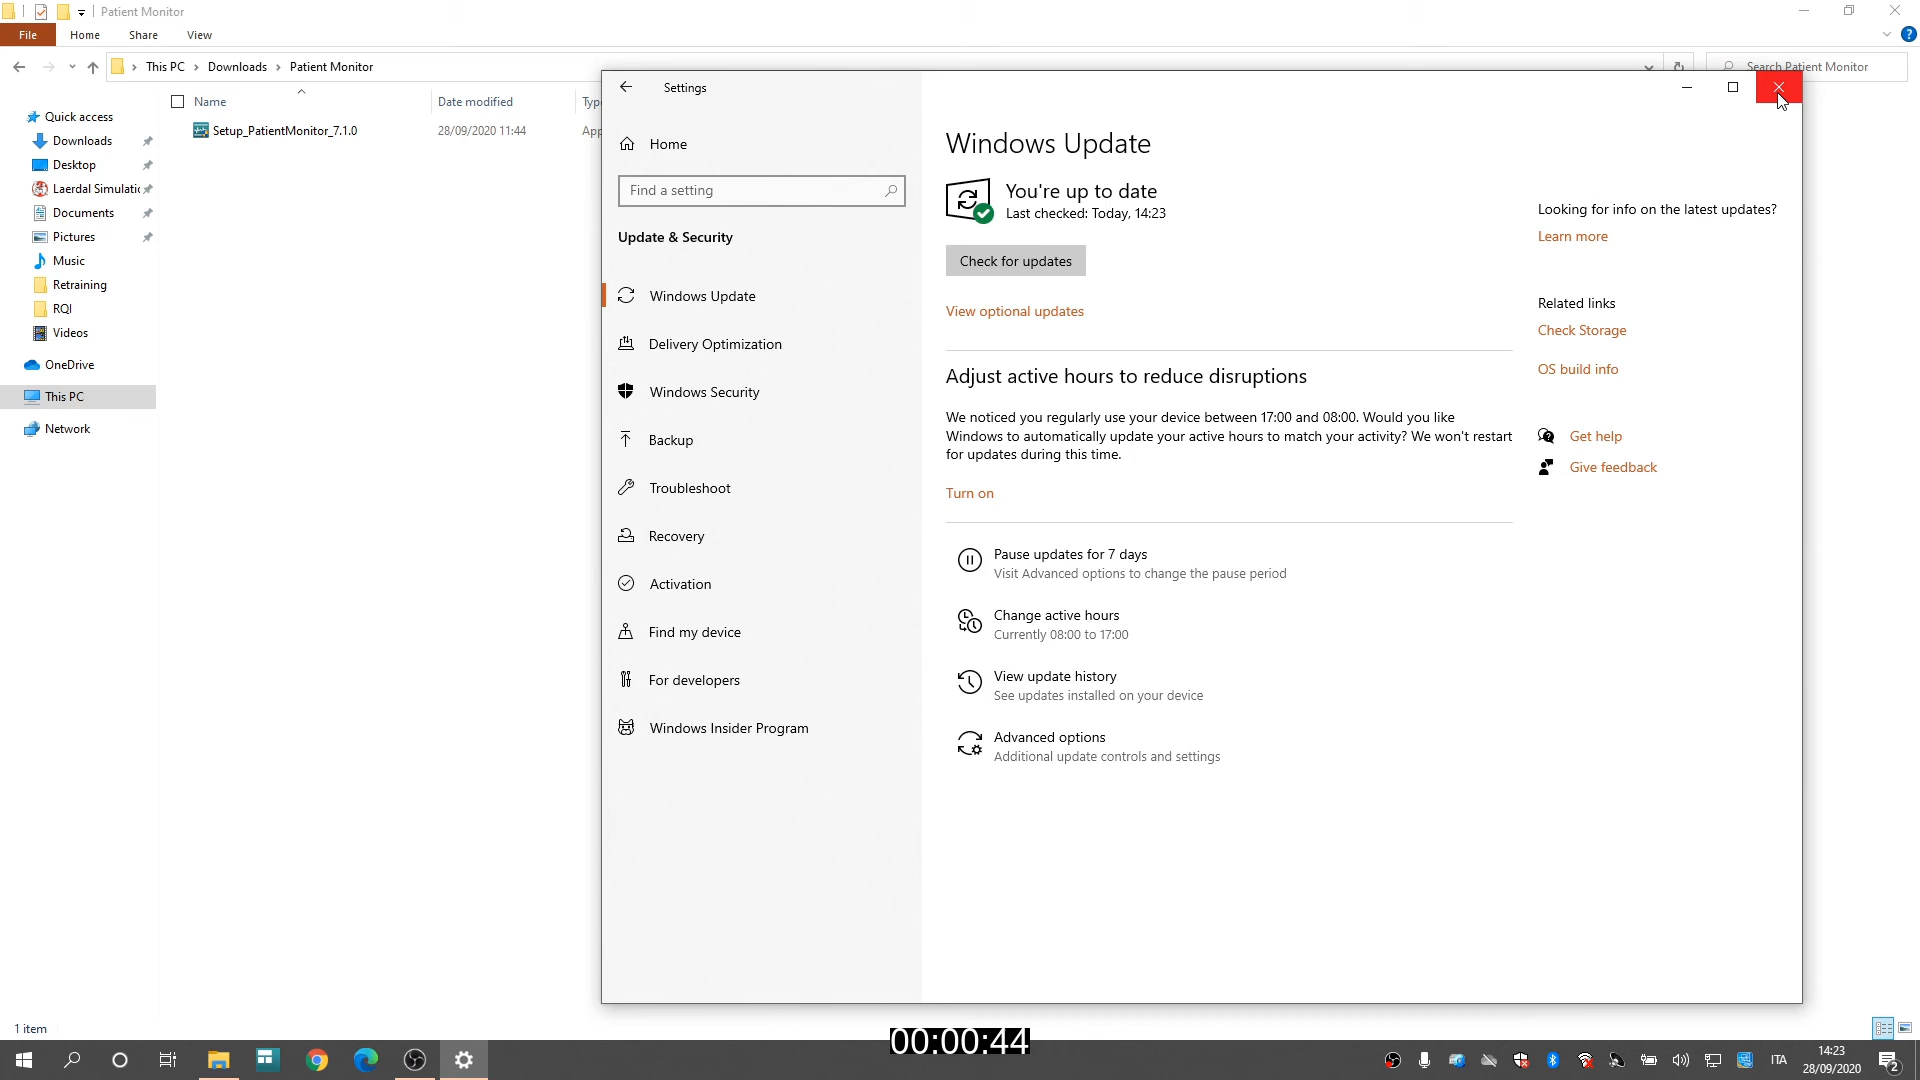 Patient Monitor
File Home Share View
This PC Downloads Patient Monitor
Search Patient Monitor
Name Date modified Typ
Setup_PatientMonitor_7.1.0 28/09/2020 11:44 App
Quick access
Downloads
Desktop
Laerdal Simulatic
Documents
Pictures
Music
Retraining
RQI
Videos
OneDrive
This PC
Network
1 item
Settings
Home
Find a setting
Update & Security
Windows Update
Delivery Optimization
Windows Security
Backup
Troubleshoot
Recovery
Activation
Find my device
For developers
Windows Insider Program
Windows Update
You're up to date
Last checked: Today, 14:23
Check for updates
View optional updates
Adjust active hours to reduce disruptions
We noticed you regularly use your device between 17:00 and 08:00. Would you like
Windows to automatically update your active hours to match your activity? We won't restart
for updates during this time.
Turn on
Pause updates for 7 days
Visit Advanced options to change the pause period
Change active hours
Currently 08:00 to 17:00
View update history
See updates installed on your device
Advanced options
Additional update controls and settings
Looking for info on the latest updates?
Learn more
Related links
Check Storage
OS build info
Get help
Give feedback
00:00:44
ITA
14:23
28/09/2020
2